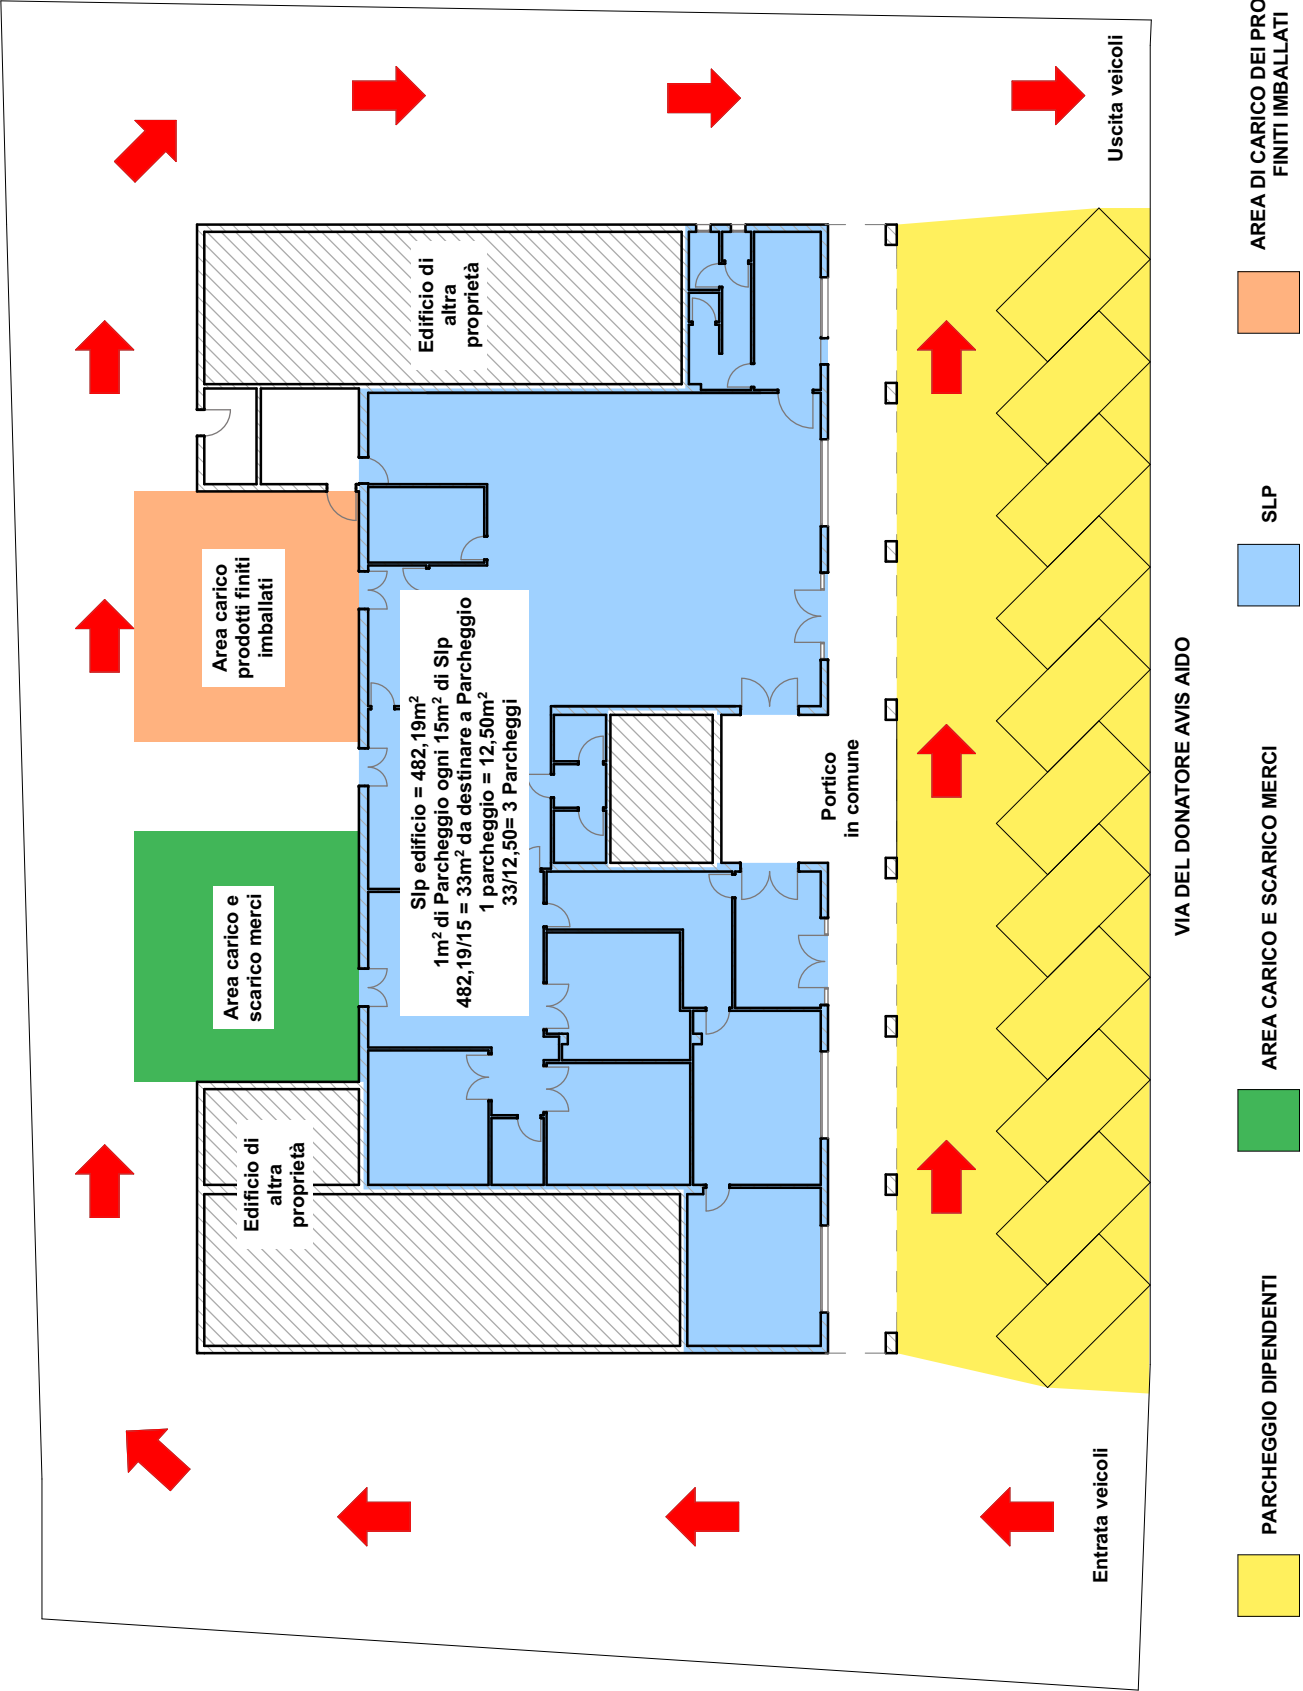 Edificio di
altra
proprietà
Area carico e
scarico merci
Area carico
prodotti finiti
imballati
Edificio di
altra
proprietà
Slp edificio = 482,19m²
1m² di Parcheggio ogni 15m² di Slp
482,19/15 = 33m² da destinare a Parcheggio
1 parcheggio = 12,50m²
33/12,50= 3 Parcheggi
Portico
in comune
Entrata veicoli
Uscita veicoli
VIA DEL DONATORE AVIS AIDO
PARCHEGGIO DIPENDENTI
AREA CARICO E SCARICO MERCI
SLP
AREA DI CARICO DEI PRO
FINITI IMBALLATI